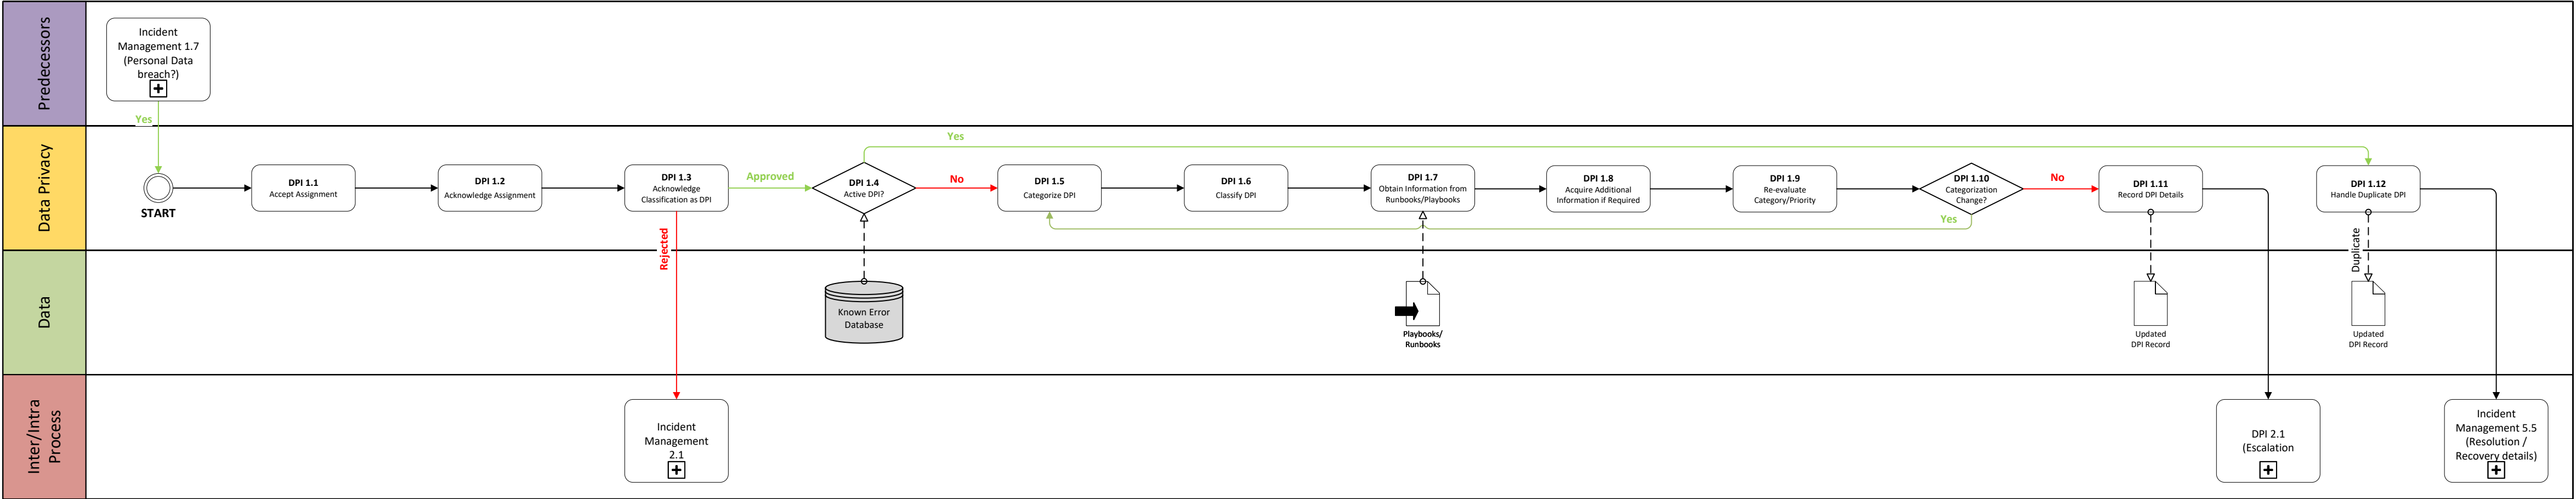 Predecessors
Incident
Management 1.7
(Personal Data
breach?)
Yes
Data Privacy
START
DPI 1.1
Accept Assignment
DPI 1.2
Acknowledge Assignment
DPI 1.3
Acknowledge
Classification as DPI
Approved
Rejected
DPI 1.4
Active DPI?
Yes
No
DPI 1.5
Categorize DPI
DPI 1.6
Classify DPI
DPI 1.7
Obtain Information from
Runbooks/Playbooks
DPI 1.8
Acquire Additional
Information if Required
DPI 1.9
Re-evaluate
Category/Priority
DPI 1.10
Categorization
Change?
Yes
No
DPI 1.11
Record DPI Details
DPI 1.12
Handle Duplicate DPI
Duplicate
Data
Known Error
Database
Playbooks/
Runbooks
Updated
DPI Record
Updated
DPI Record
Inter/Intra
Process
Incident
Management
2.1
DPI 2.1
(Escalation
Incident
Management 5.5
(Resolution /
Recovery details)